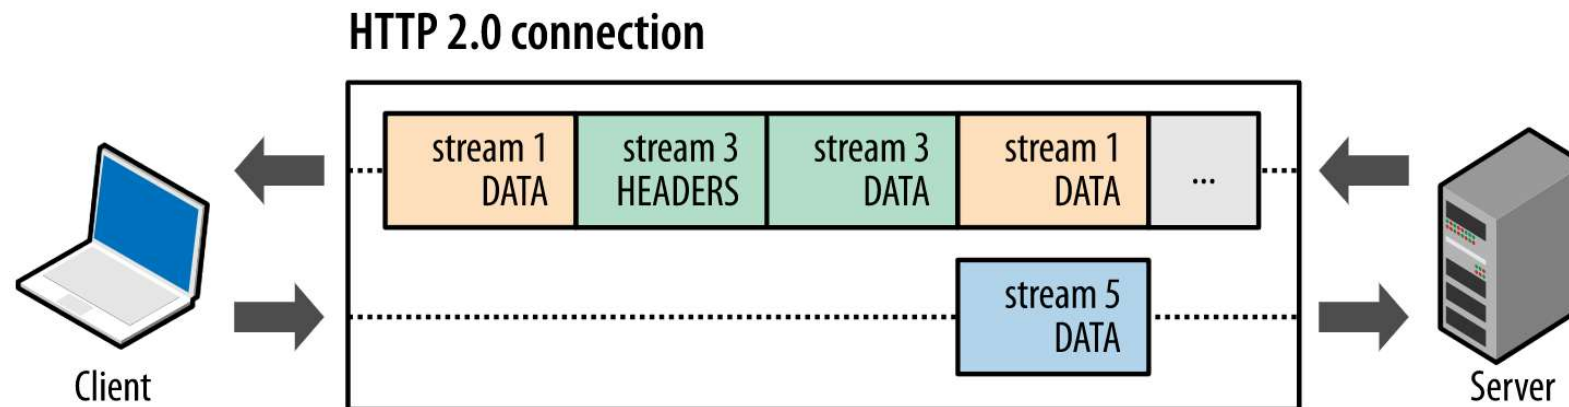 HTTP 2.0 connection
stream 1
DATA
stream 3
HEADERS
stream 3
DATA
stream 1
DATA
...
stream 5
DATA
Client
Server